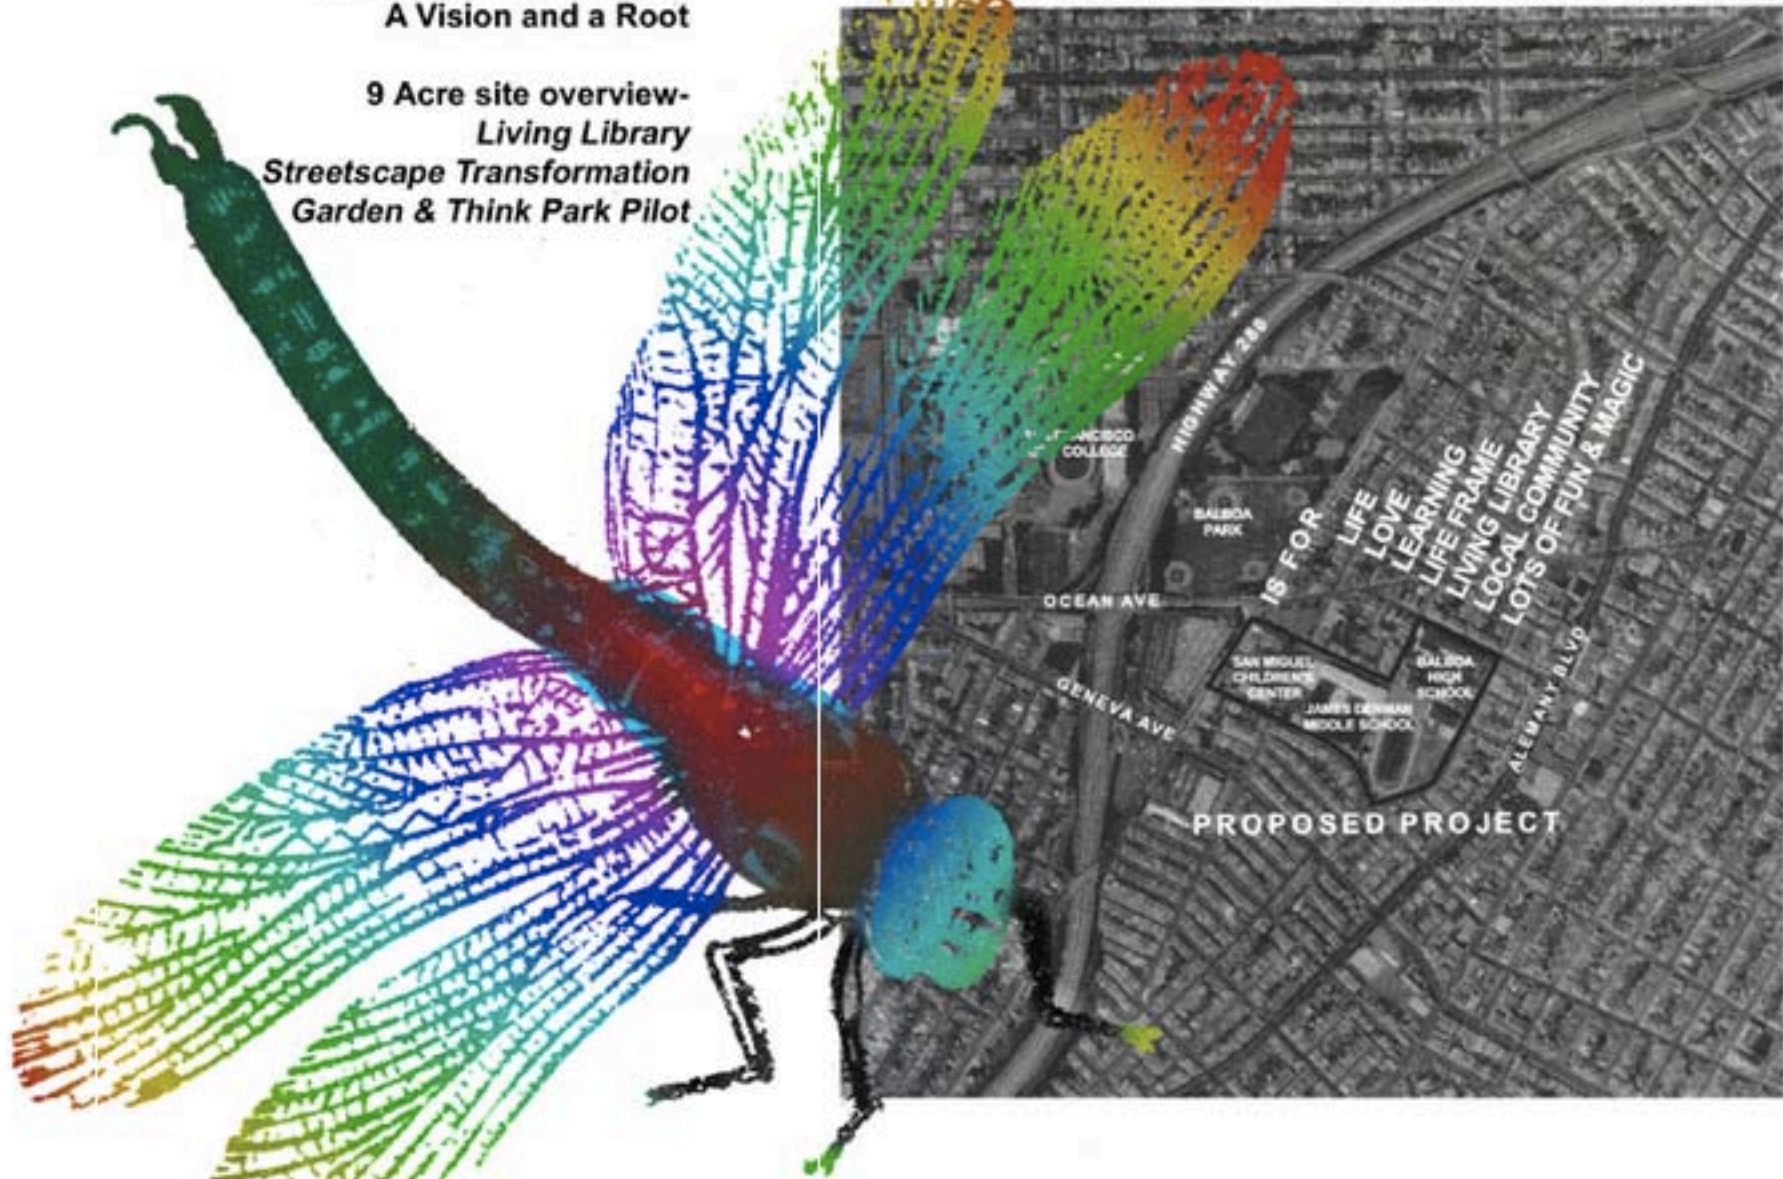 A Vision and a Root
9 Acre site overview-
Living Library
Streetscape Transformation
Garden & Think Park Pilot
HIGHWAY 280
COLLEGE
BALBOA
PARK
IS FOR
LIFE
LOVE
LEARNING
LIFE FRAME
LIVING LIBRARY
LOCAL COMMUNITY
LOTS OF FUN & MAGIC
OCEAN AVE
GENEVA AVE
SAN MIGUEL
CHILDREN'S
CENTER
BALBOA
HIGH
SCHOOL
JAMES DENMAN
MIDDLE SCHOOL
ALEMANY BLVD
PROPOSED PROJECT